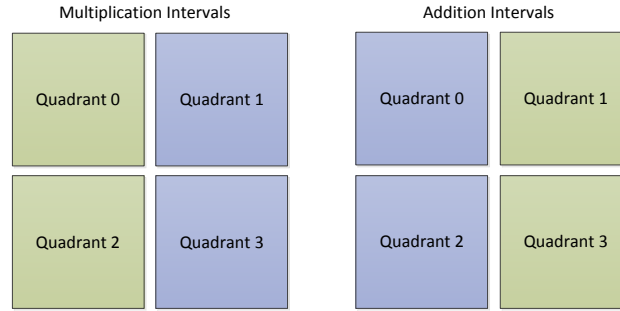 Multiplication Intervals
Addition Intervals
Quadrant 0
Quadrant 1
Quadrant 0
Quadrant 1
Quadrant 2
Quadrant 3
Quadrant 2
Quadrant 3